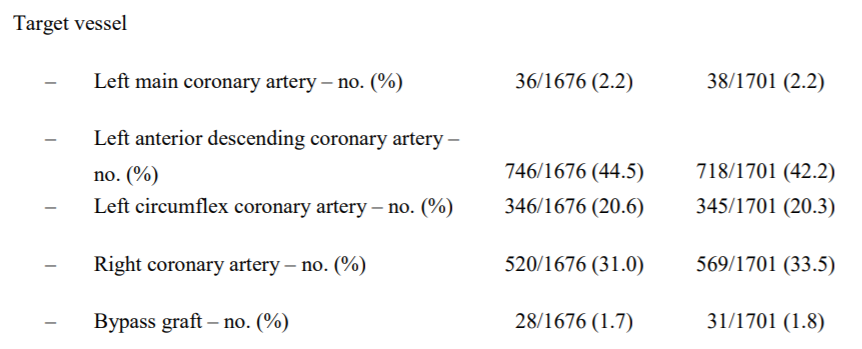 Target vessel
– Left main coronary artery – no. (%) 36/1676 (2.2) 38/1701 (2.2)
– Left anterior descending coronary artery –
no. (%) 746/1676 (44.5) 718/1701 (42.2)
– Left circumflex coronary artery – no. (%) 346/1676 (20.6) 345/1701 (20.3)
– Right coronary artery – no. (%) 520/1676 (31.0) 569/1701 (33.5)
– Bypass graft – no. (%) 28/1676 (1.7) 31/1701 (1.8)